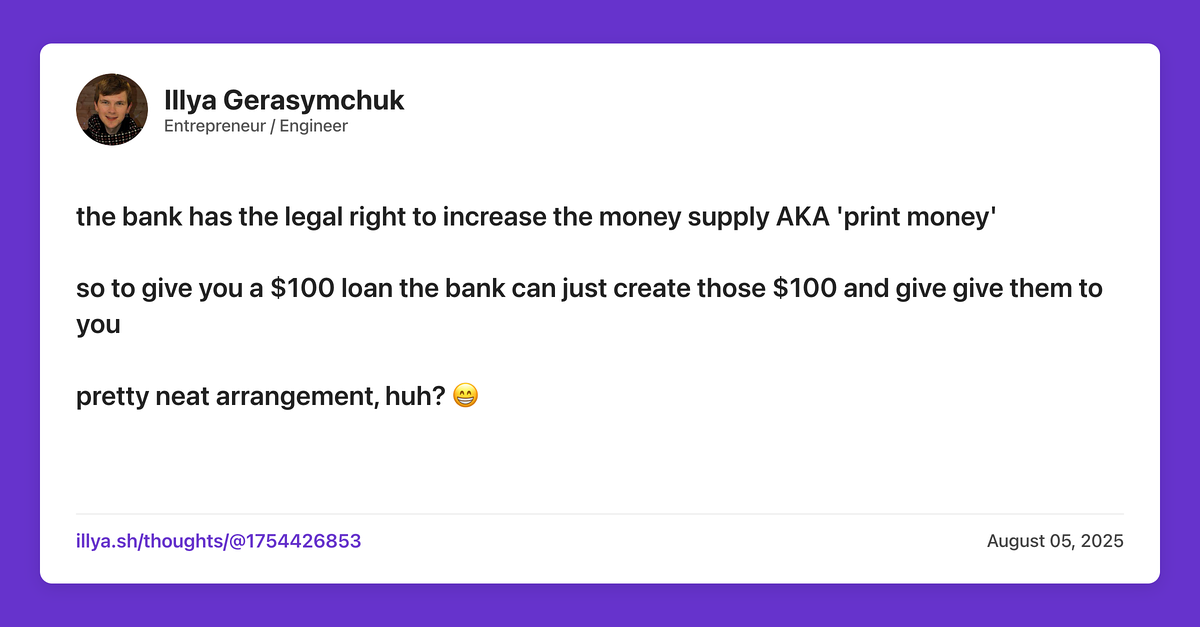 Illya Gerasymchuk
Entrepreneur / Engineer
the bank has the legal right to increase the money supply AKA 'print money'
so to give you a $100 loan the bank can just create those $100 and give give them to
you
pretty neat arrangement, huh? 😁
illya.sh/thoughts/@1754426853
August 05, 2025